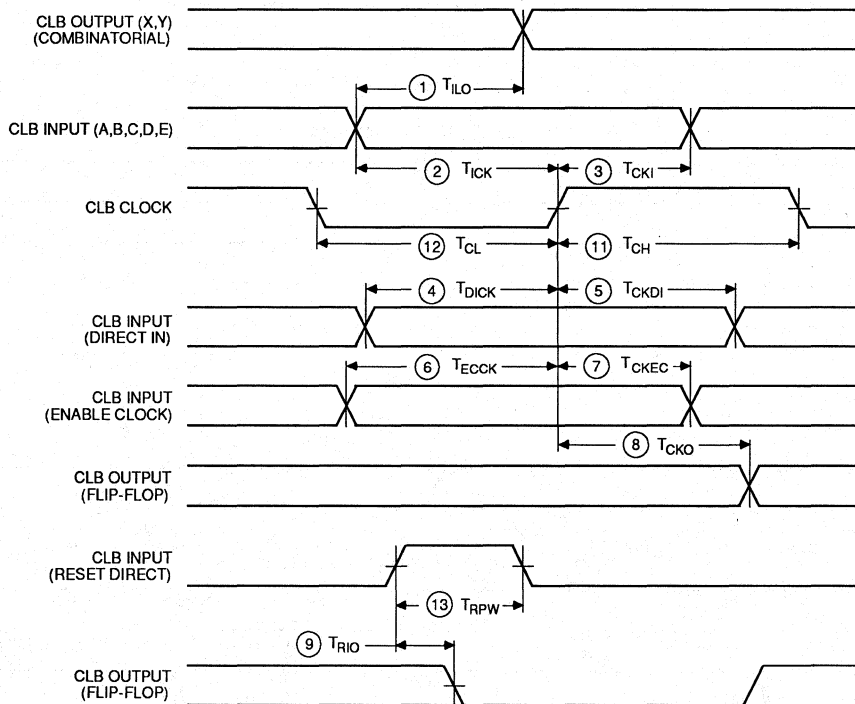 CLB OUTPUT (X,Y)
(COMBINATORIAL)
1 TILO
CLB INPUT (A,B,C,D,E)
2 TICK
3 TCKI
CLB CLOCK
12 TCL
11 TCH
4 TDICK
5 TCKDI
CLB INPUT
(DIRECT IN)
6 TECCK
7 TCKEC
CLB INPUT
(ENABLE CLOCK)
8 TCKO
CLB OUTPUT
(FLIP-FLOP)
CLB INPUT
(RESET DIRECT)
13 TRPW
9 TRIO
CLB OUTPUT
(FLIP-FLOP)